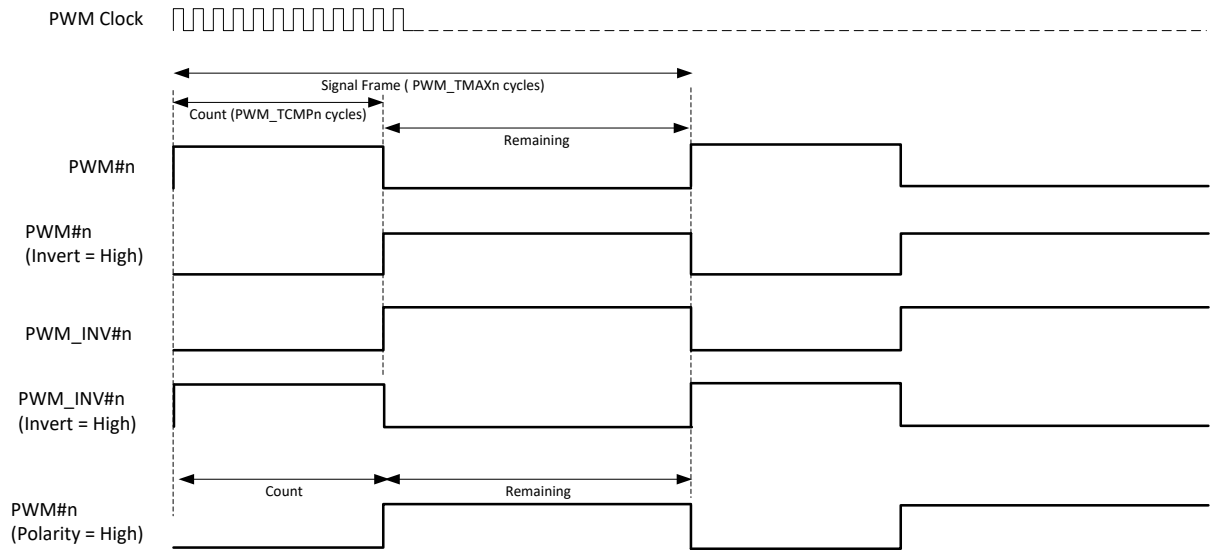 PWM Clock
Signal Frame ( PWM_TMAXn cycles)
Count (PWM_TCMPn cycles)
Remaining
PWM#n
PWM#n
(Invert = High)
PWM_INV#n
PWM_INV#n
(Invert = High)
Count
Remaining
PWM#n
(Polarity = High)